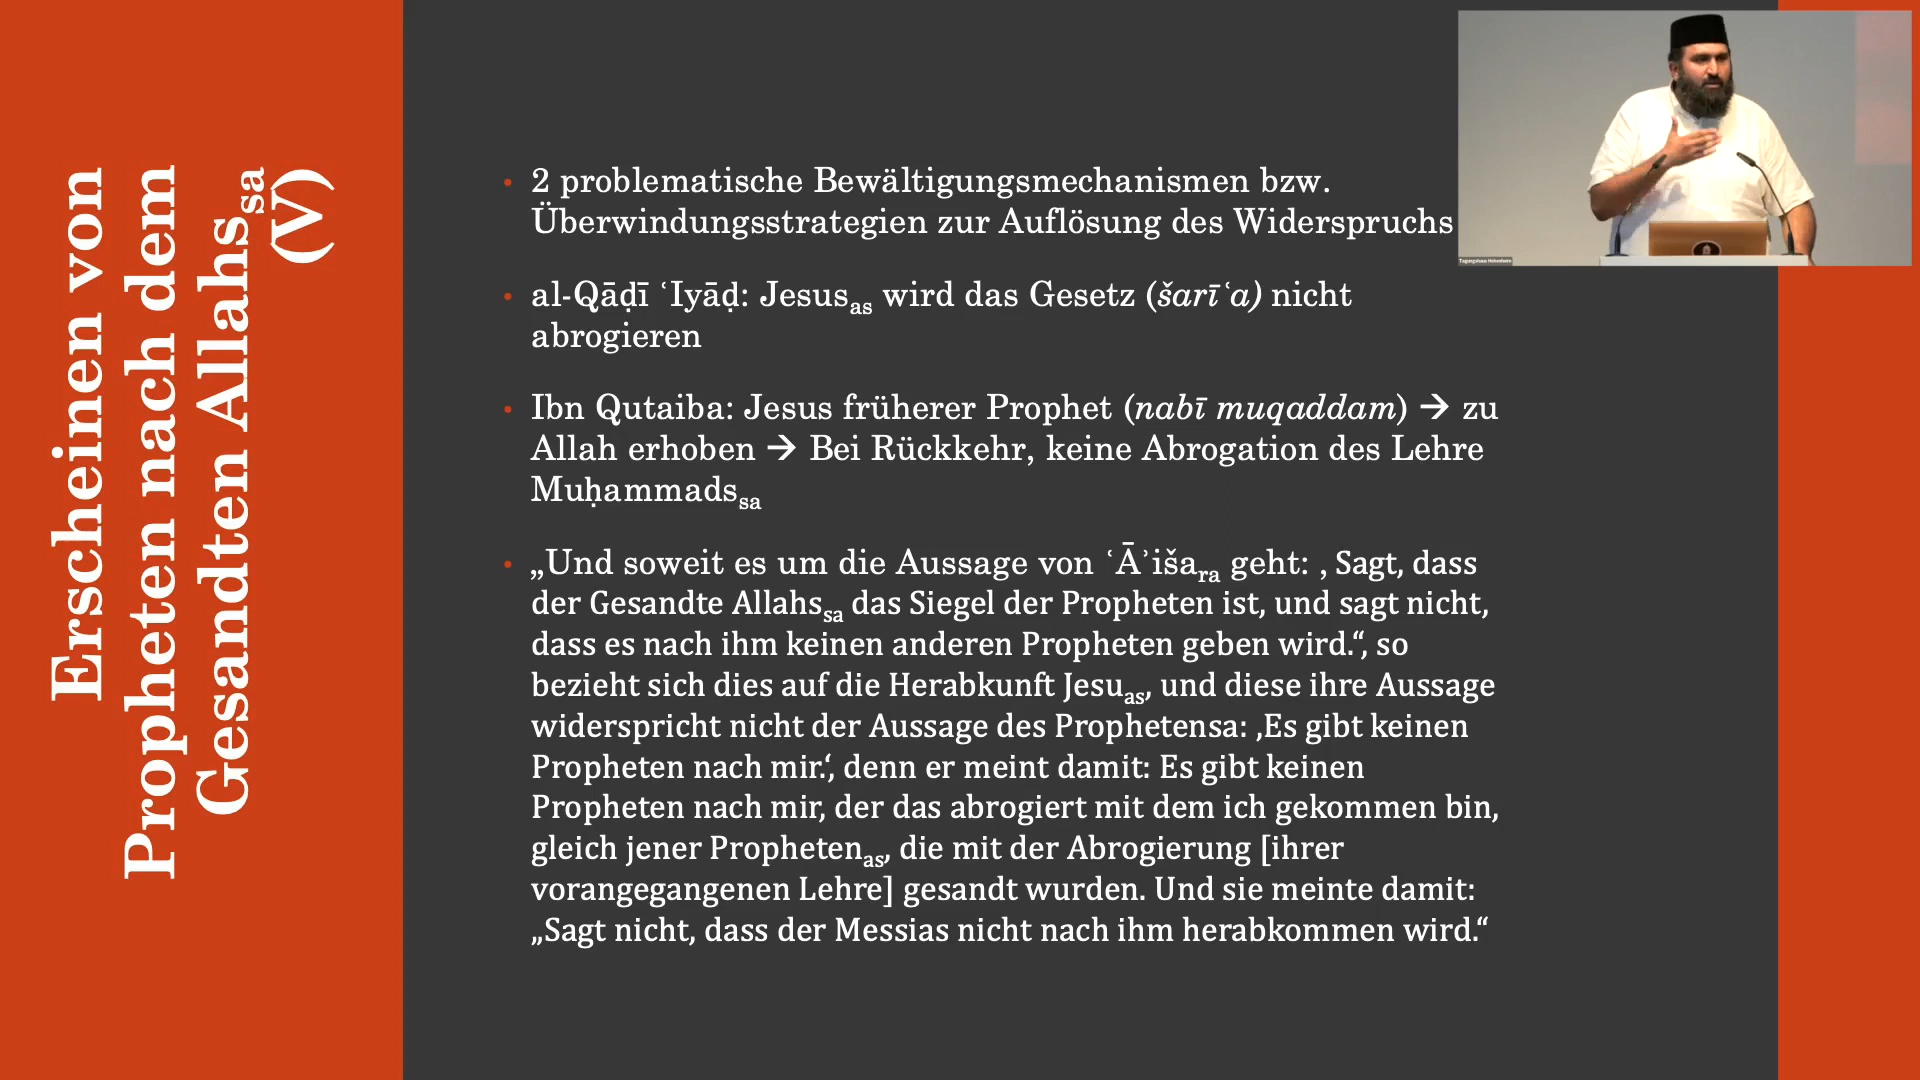 Erscheinen von
Propheten nach dem
Gesandten Allahssa
(V)
• 2 problematische Bewältigungsmechanismen bzw.
Überwindungsstrategien zur Auflösung des Widerspruchs
• al-Qāḍī ʿIyāḍ: Jesusas wird das Gesetz (šarīʿa) nicht
abrogieren
• Ibn Qutaiba: Jesus früherer Prophet (nabī muqaddam) → zu
Allah erhoben → Bei Rückkehr, keine Abrogation des Lehre
Muḥammadssa
• „Und soweit es um die Aussage von ʿĀʾišara geht: ‚ Sagt, dass
der Gesandte Allahssa das Siegel der Propheten ist, und sagt nicht,
dass es nach ihm keinen anderen Propheten geben wird.“, so
bezieht sich dies auf die Herabkunft Jesuas, und diese ihre Aussage
widerspricht nicht der Aussage des Prophetensa: ‚Es gibt keinen
Propheten nach mir.‘, denn er meint damit: Es gibt keinen
Propheten nach mir, der das abrogiert mit dem ich gekommen bin,
gleich jener Prophetenas, die mit der Abrogierung [ihrer
vorangegangenen Lehre] gesandt wurden. Und sie meinte damit:
„Sagt nicht, dass der Messias nicht nach ihm herabkommen wird.“
Tagungshaus Hohenheim